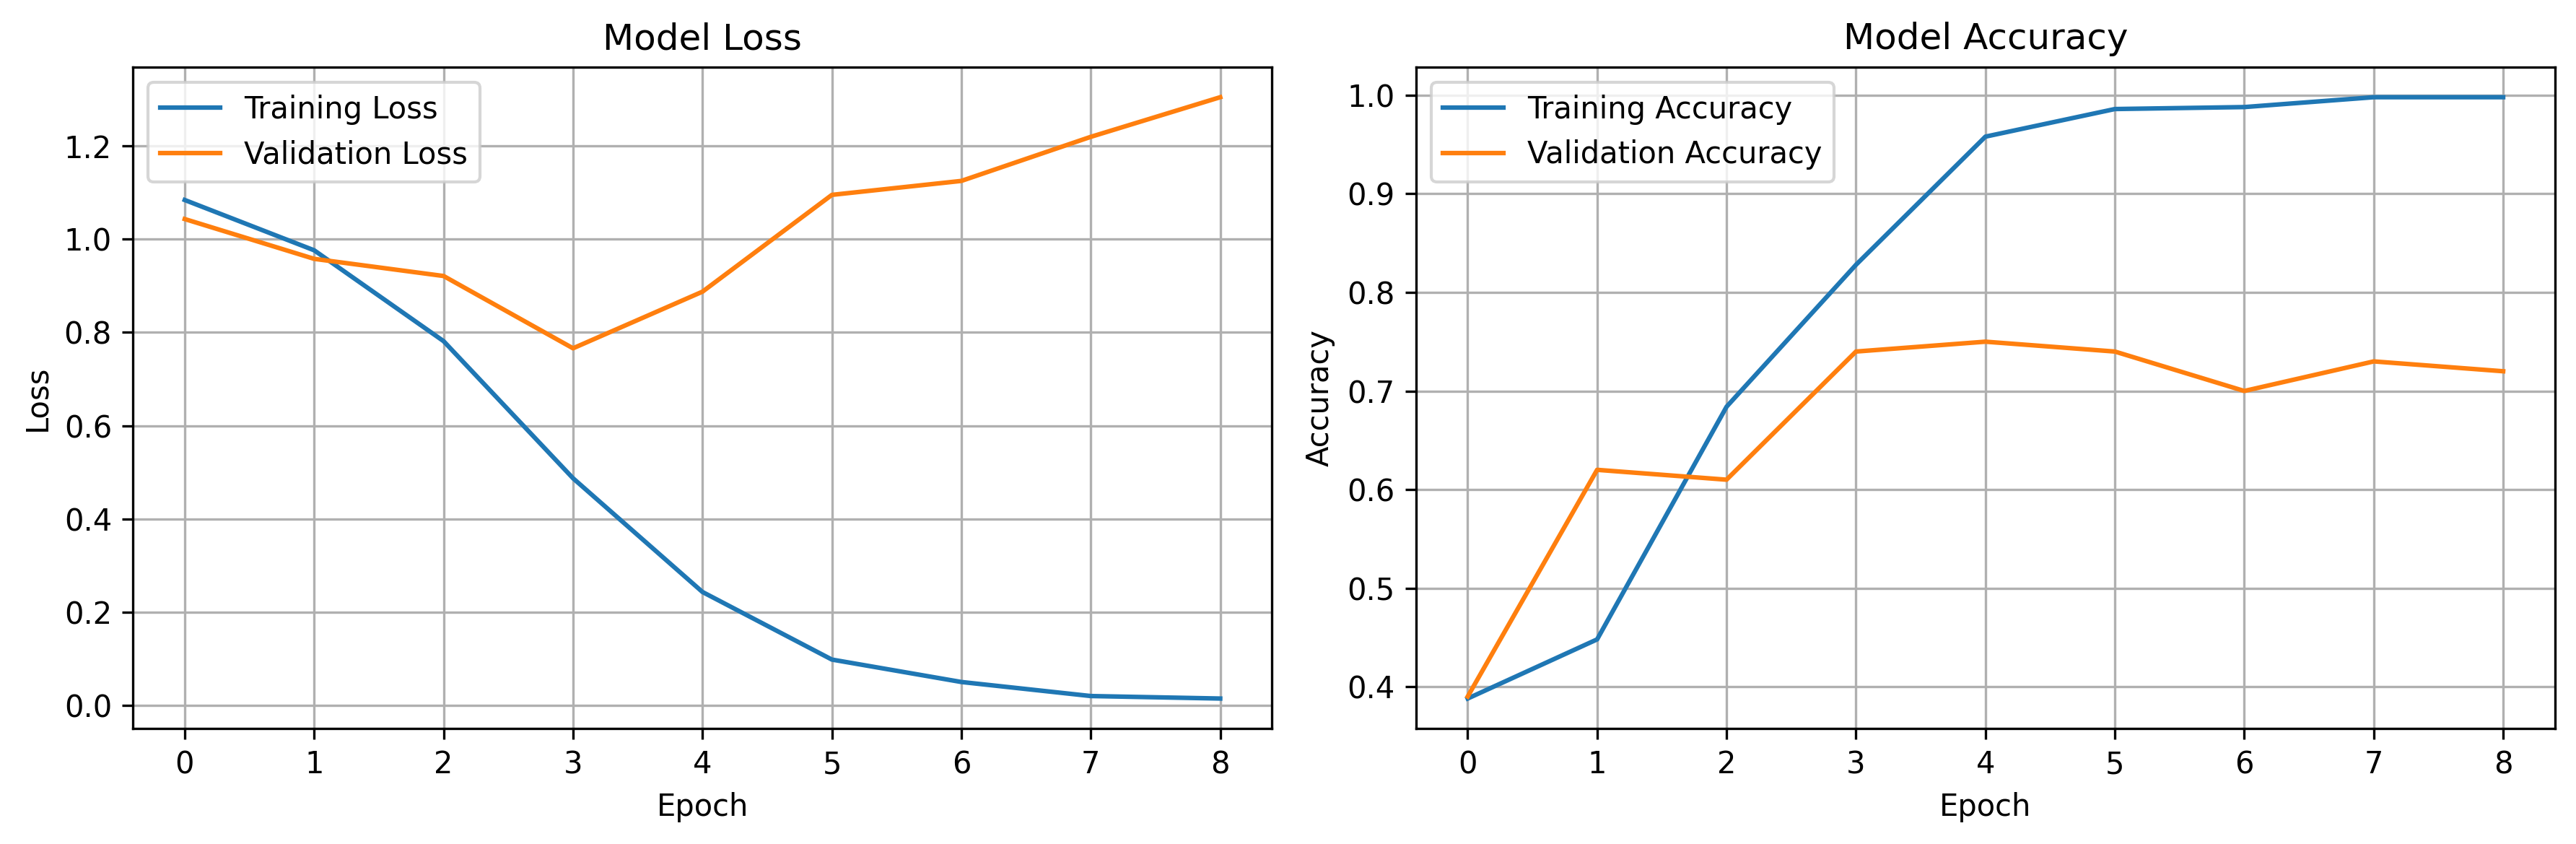 Model Loss
Training Loss
Validation Loss
1.2
1.0
0.8
0.6
0.4
0.2
0.0
Loss
0 1 2 3 4 5 6 7 8
Epoch
Model Accuracy
Training Accuracy
Validation Accuracy
1.0
0.9
0.8
0.7
0.6
0.5
0.4
Accuracy
0 1 2 3 4 5 6 7 8
Epoch